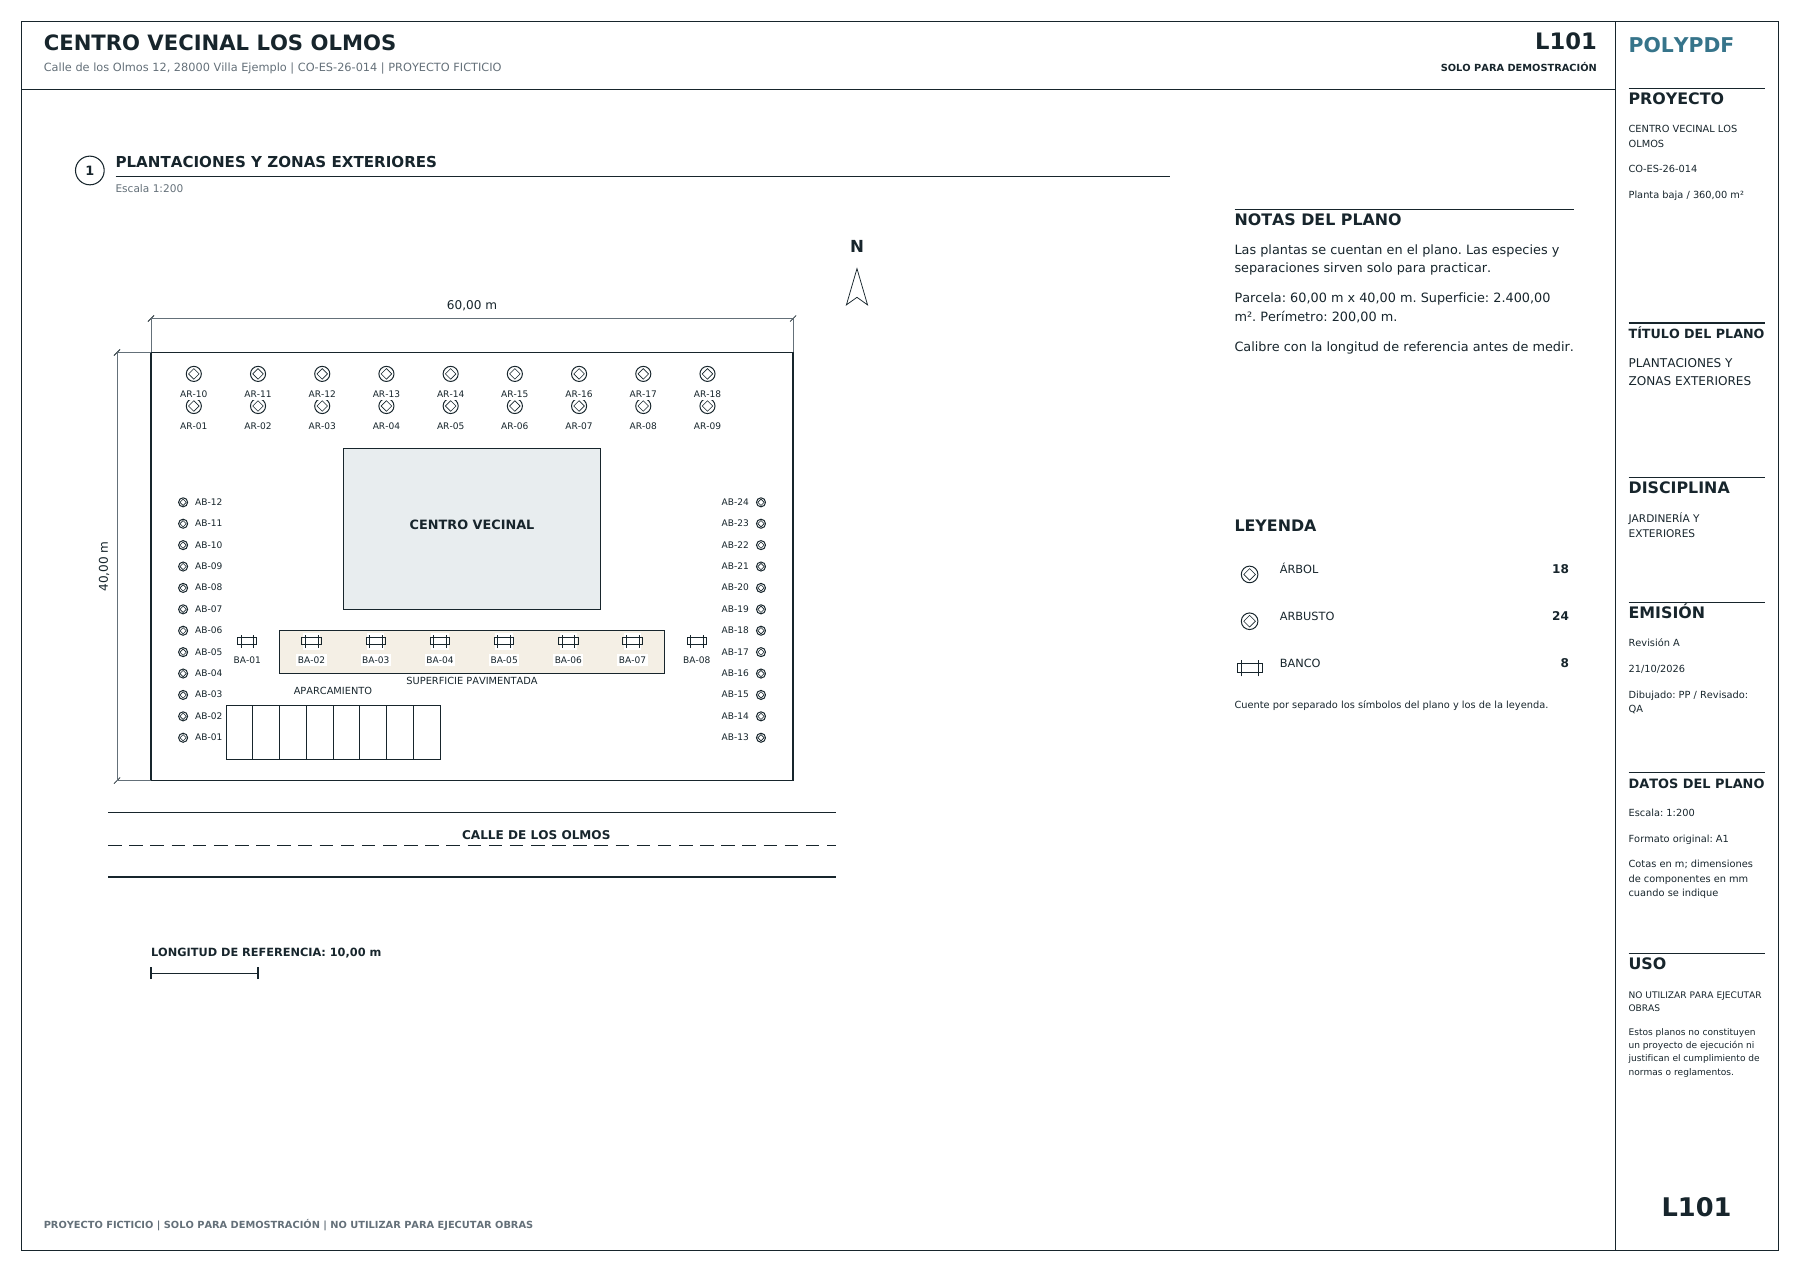 CENTRO VECINAL LOS OLMOS
Calle de los Olmos 12, 28000 Villa Ejemplo | CO-ES-26-014 | PROYECTO FICTICIO
L101
SOLO PARA DEMOSTRACIÓN
1
PLANTACIONES Y ZONAS EXTERIORES
Escala 1:200
N
60,00 m
40,00 m
AR-10 AR-11 AR-12 AR-13 AR-14 AR-15 AR-16 AR-17 AR-18
AR-01 AR-02 AR-03 AR-04 AR-05 AR-06 AR-07 AR-08 AR-09
CENTRO VECINAL
AB-12 AB-24
AB-11 AB-23
AB-10 AB-22
AB-09 AB-21
AB-08 AB-20
AB-07 AB-19
AB-06 AB-18
AB-05 AB-17
AB-04 AB-16
AB-03 AB-15
AB-02 AB-14
AB-01 AB-13
BA-01 BA-02 BA-03 BA-04 BA-05 BA-06 BA-07 BA-08
SUPERFICIE PAVIMENTADA
APARCAMIENTO
CALLE DE LOS OLMOS
LONGITUD DE REFERENCIA: 10,00 m
NOTAS DEL PLANO
Las plantas se cuentan en el plano. Las especies y
separaciones sirven solo para practicar.
Parcela: 60,00 m x 40,00 m. Superficie: 2.400,00
m². Perímetro: 200,00 m.
Calibre con la longitud de referencia antes de medir.
LEYENDA
ÁRBOL 18
ARBUSTO 24
BANCO 8
Cuente por separado los símbolos del plano y los de la leyenda.
POLYPDF
PROYECTO
CENTRO VECINAL LOS
OLMOS
CO-ES-26-014
Planta baja / 360,00 m²
TÍTULO DEL PLANO
PLANTACIONES Y
ZONAS EXTERIORES
DISCIPLINA
JARDINERÍA Y
EXTERIORES
EMISIÓN
Revisión A
21/10/2026
Dibujado: PP / Revisado:
QA
DATOS DEL PLANO
Escala: 1:200
Formato original: A1
Cotas en m; dimensiones
de componentes en mm
cuando se indique
USO
NO UTILIZAR PARA EJECUTAR
OBRAS
Estos planos no constituyen
un proyecto de ejecución ni
justifican el cumplimiento de
normas o reglamentos.
L101
PROYECTO FICTICIO | SOLO PARA DEMOSTRACIÓN | NO UTILIZAR PARA EJECUTAR OBRAS